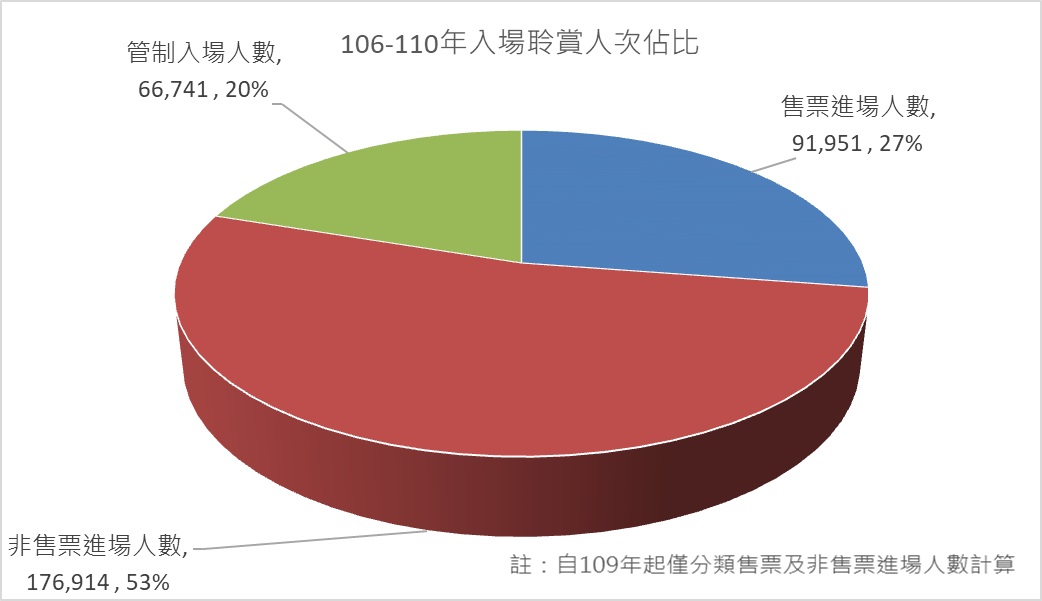 106-110年入場聆賞人次佔比
管制入場人數,
66,741 , 20%
售票進場人數,
91,951 , 27%
非售票進場人數,
176,914 , 53%
註：自109年起僅分類售票及非售票進場人數計算